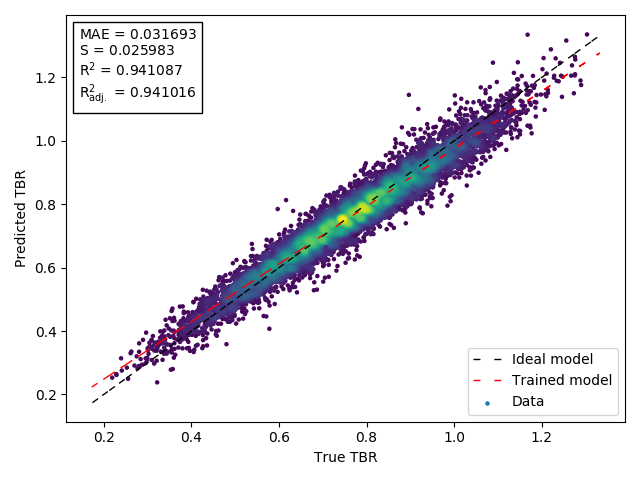 MAE = 0.031693
S = 0.025983
R² = 0.941087
R²adj. = 0.941016
Predicted TBR
1.2
1.0
0.8
0.6
0.4
0.2
0.2 0.4 0.6 0.8 1.0 1.2
True TBR
Ideal model
Trained model
Data